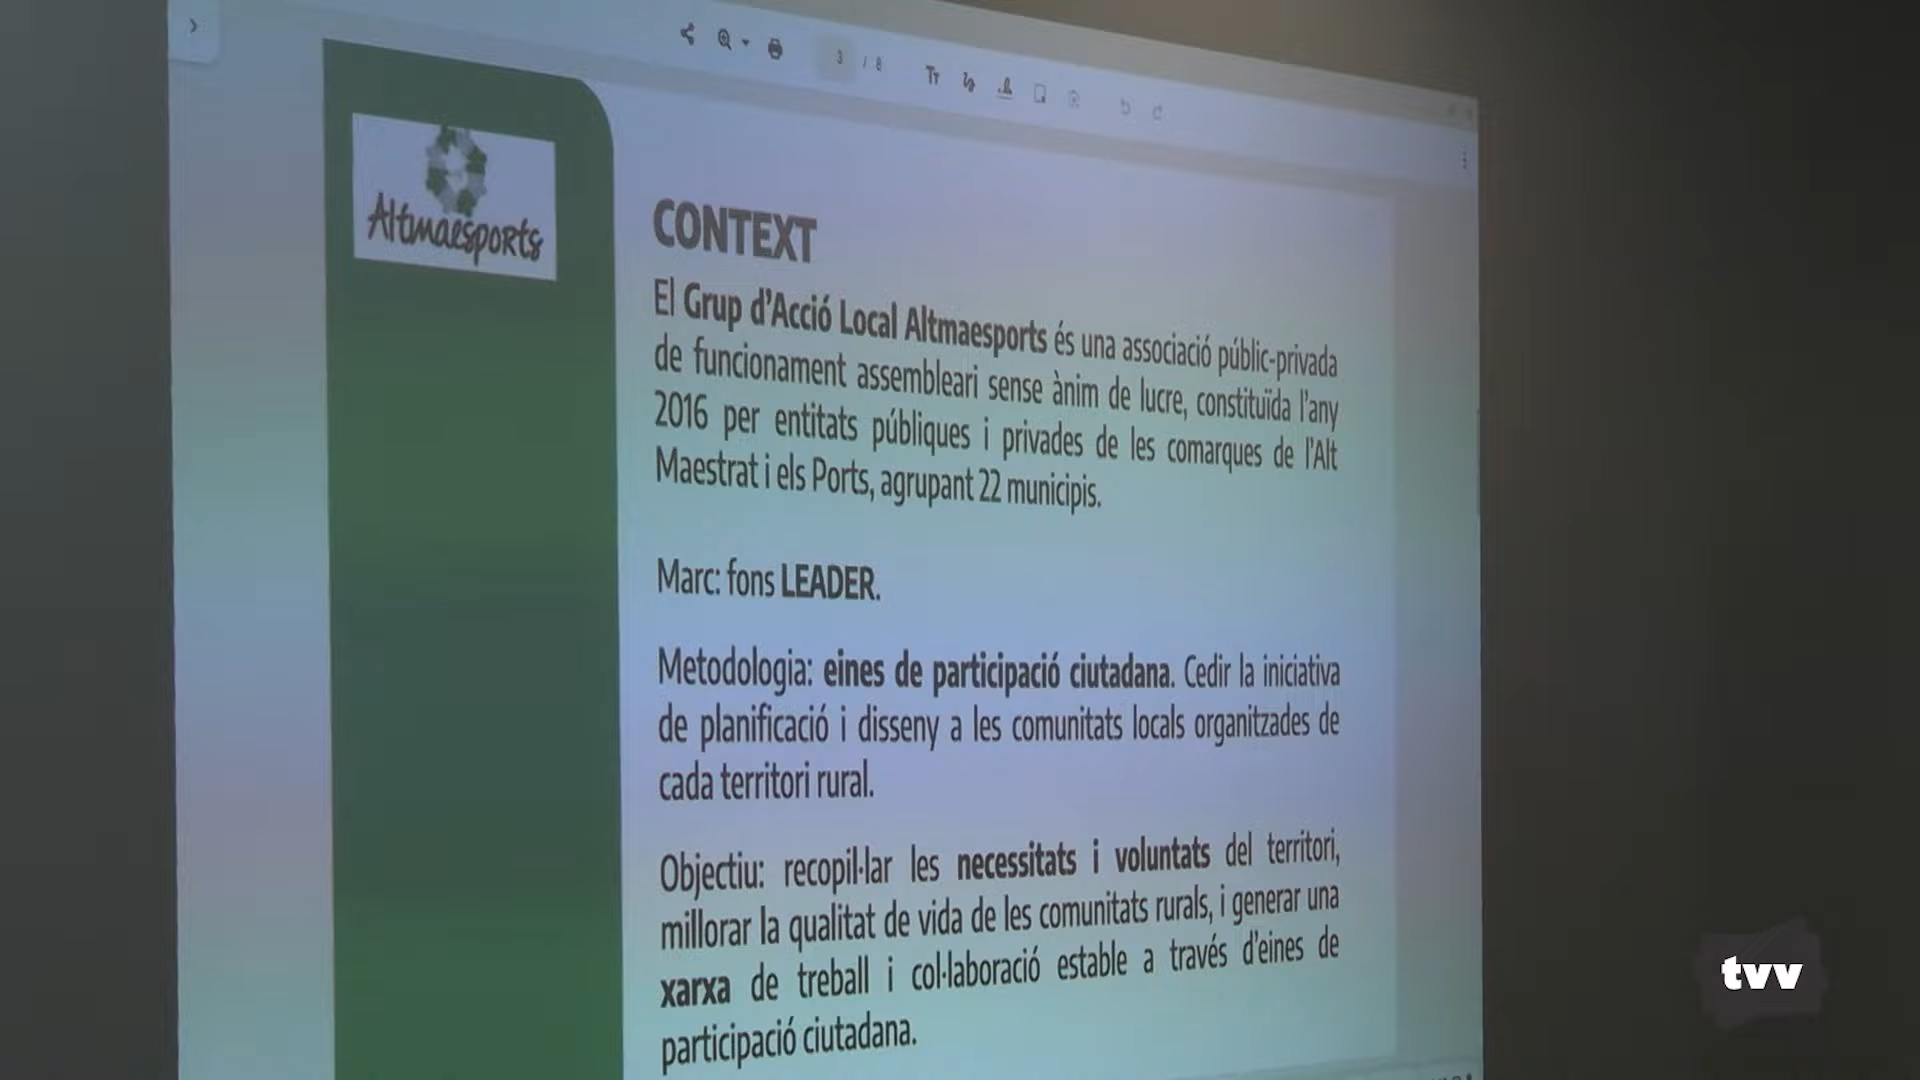 3 / 8
Altmaesports
CONTEXT
El Grup d'Acció Local Altmaesports és una associació públic-privada
de funcionament assembleari sense ànim de lucre, constituïda l'any
2016 per entitats públiques i privades de les comarques de l'Alt
Maestrat i els Ports, agrupant 22 municipis.
Marc: fons LEADER.
Metodologia: eines de participació ciutadana. Cedir la iniciativa
de planificació i disseny a les comunitats locals organitzades de
cada territori rural.
Objectiu: recopil·lar les necessitats i voluntats del territori,
millorar la qualitat de vida de les comunitats rurals, i generar una
xarxa de treball i col·laboració estable a través d'eines de
participació ciutadana.
tvv